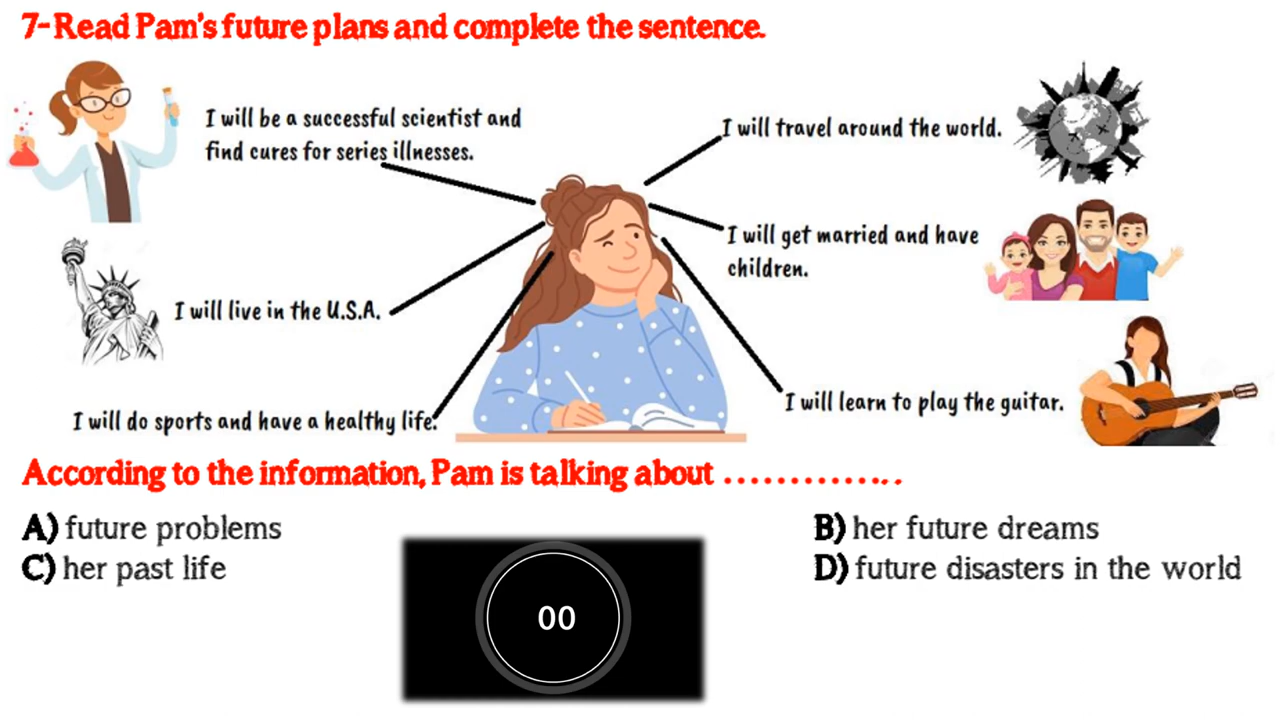 7-Read Pam's future plans and complete the sentence.
I will be a successful scientist and
find cures for series illnesses.
I will travel around the world.
I will get married and have
children.
I will live in the U.S.A.
I will learn to play the guitar.
I will do sports and have a healthy life.
According to the information, Pam is talking about ..............
A) future problems
B) her future dreams
C) her past life
D) future disasters in the world
00